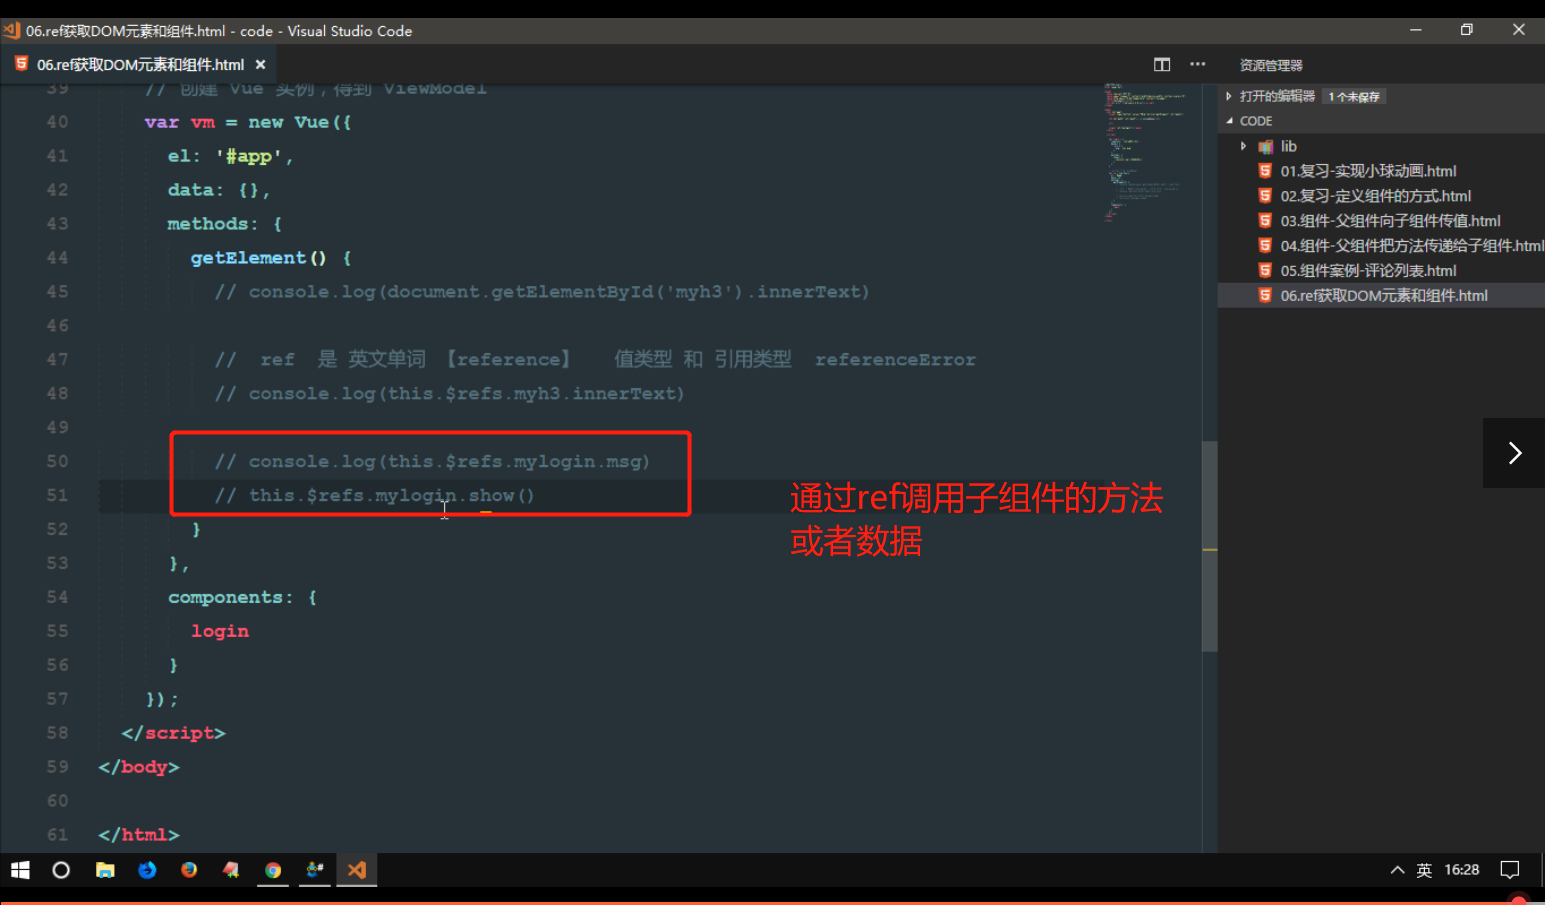 06.ref获取DOM元素和组件.html - code - Visual Studio Code
06.ref获取DOM元素和组件.html
资源管理器
39 // 创建 Vue 实例，得到 ViewModel
40 var vm = new Vue({
41 el: '#app',
42 data: {},
43 methods: {
44 getElement() {
45 // console.log(document.getElementById('myh3').innerText)
46
47 // ref 是 英文单词 【reference】 值类型 和 引用类型 referenceError
48 // console.log(this.$refs.myh3.innerText)
49
50 // console.log(this.$refs.mylogin.msg)
51 // this.$refs.mylogin.show()
52 }
53 },
54 components: {
55 login
56 }
57 });
58 </script>
59 </body>
60
61 </html>
通过ref调用子组件的方法
或者数据
打开的编辑器 1 个未保存
CODE
lib
01.复习-实现小球动画.html
02.复习-定义组件的方式.html
03.组件-父组件向子组件传值.html
04.组件-父组件把方法传递给子组件.html
05.组件案例-评论列表.html
06.ref获取DOM元素和组件.html
英 16:28